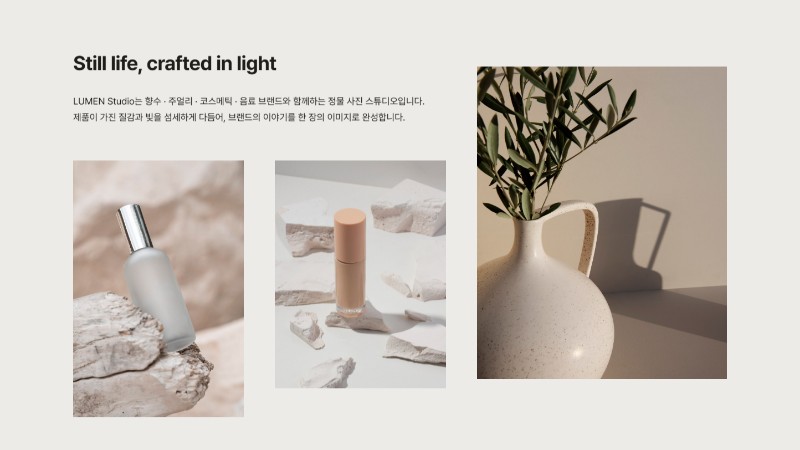 Still life, crafted in light
LUMEN Studio는 향수 · 주얼리 · 코스메틱 · 음료 브랜드와 함께하는 정물 사진 스튜디오입니다.
제품이 가진 질감과 빛을 섬세하게 다듬어, 브랜드의 이야기를 한 장의 이미지로 완성합니다.